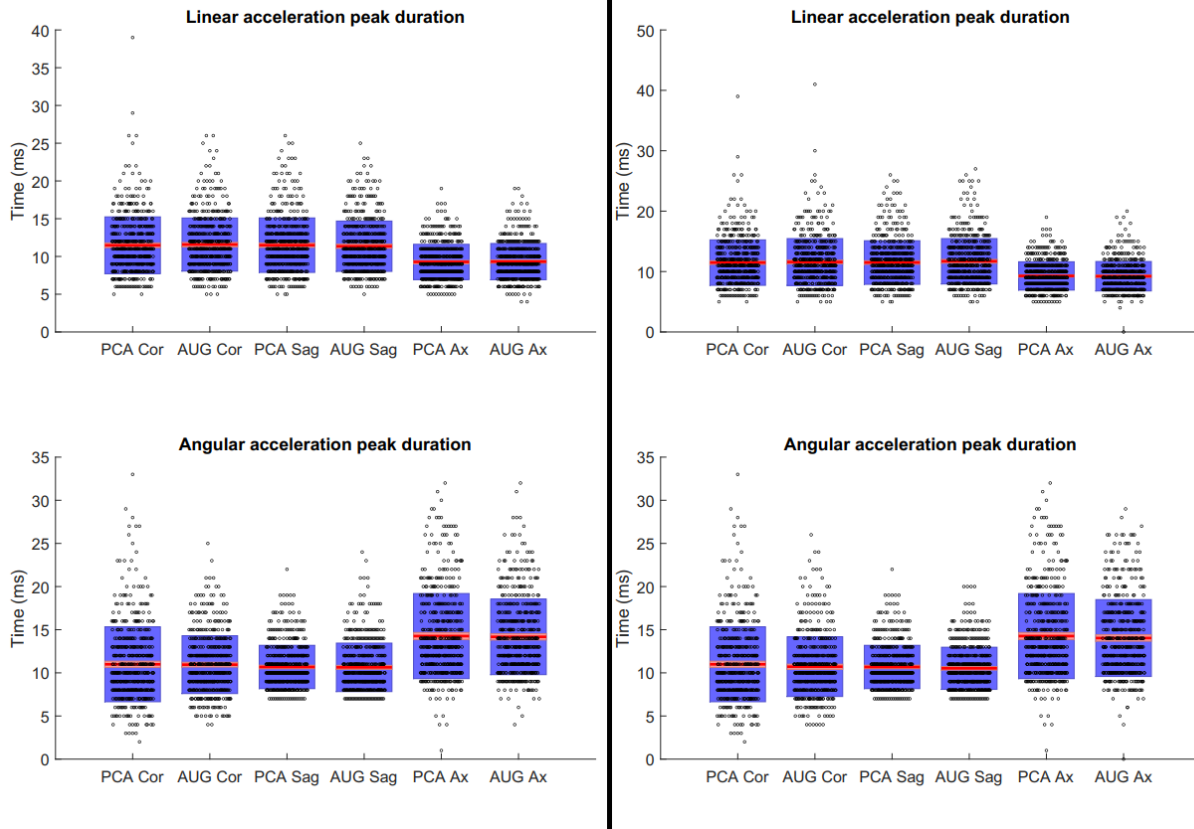 Linear acceleration peak duration
40
35
30
25
20
15
10
5
0
Time (ms)
PCA Cor AUG Cor PCA Sag AUG Sag PCA Ax AUG Ax
Linear acceleration peak duration
50
40
30
20
10
0
Time (ms)
PCA Cor AUG Cor PCA Sag AUG Sag PCA Ax AUG Ax
Angular acceleration peak duration
35
30
25
20
15
10
5
0
Time (ms)
PCA Cor AUG Cor PCA Sag AUG Sag PCA Ax AUG Ax
Angular acceleration peak duration
35
30
25
20
15
10
5
0
Time (ms)
PCA Cor AUG Cor PCA Sag AUG Sag PCA Ax AUG Ax